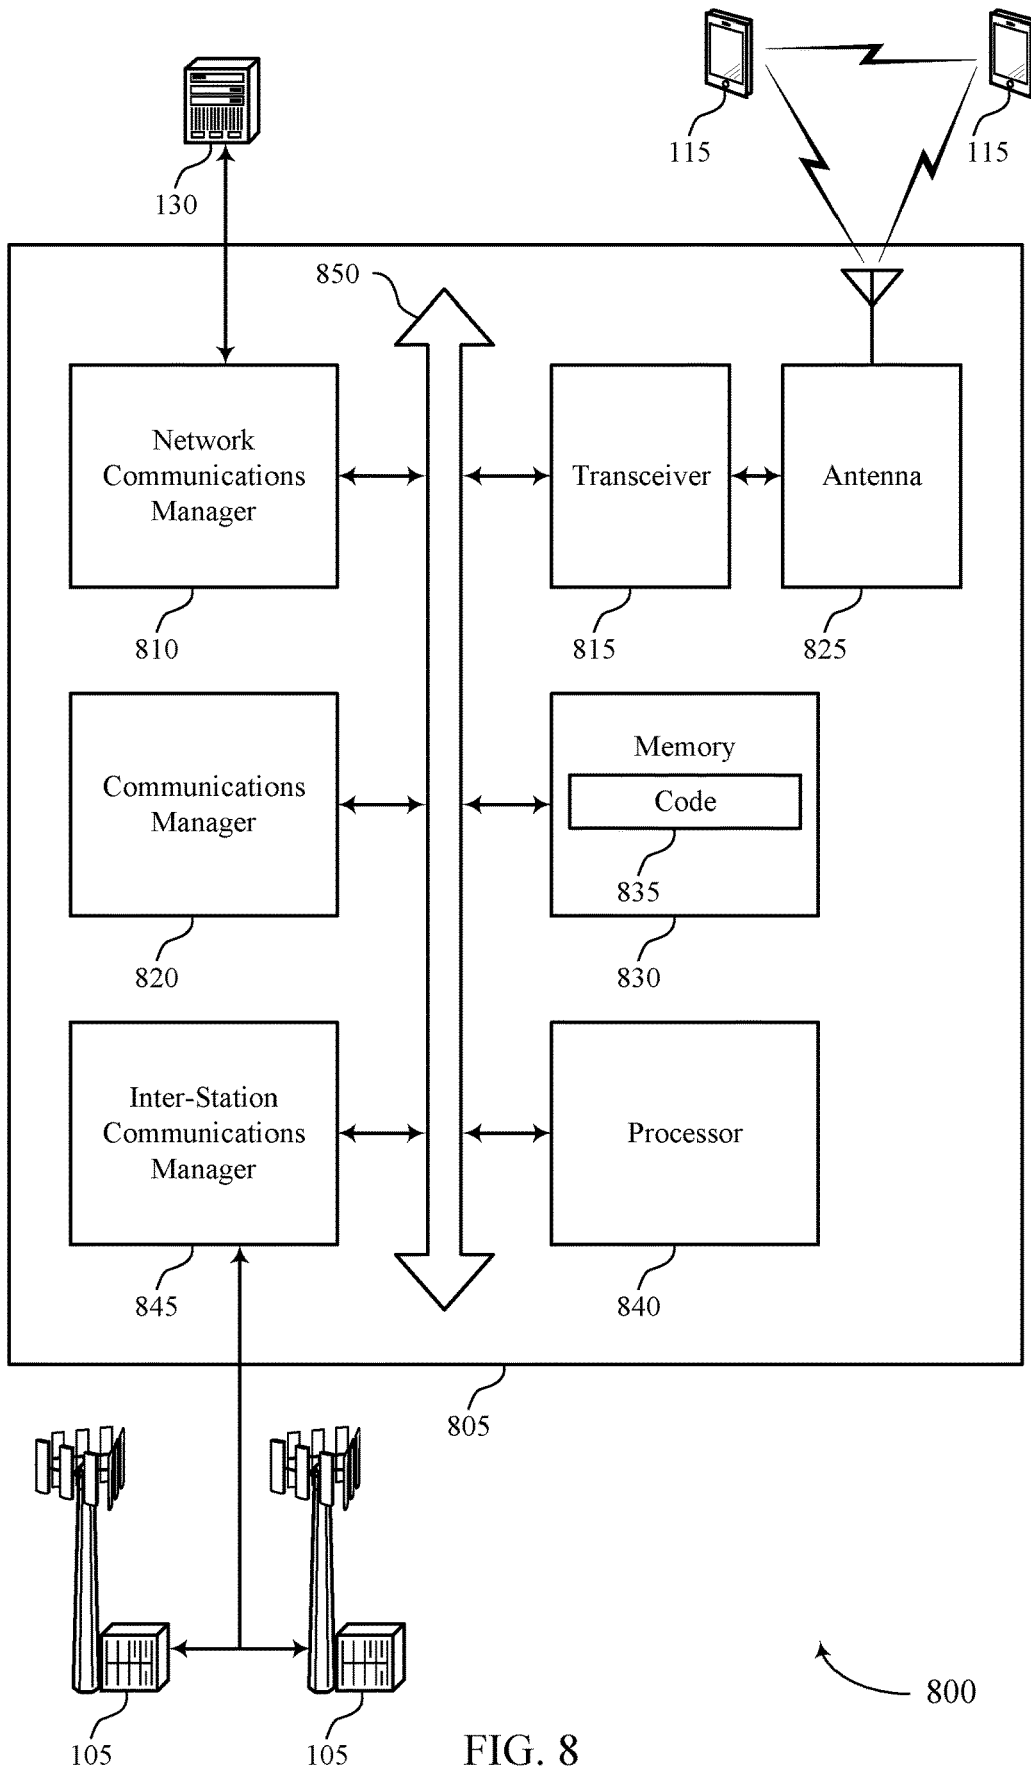 130
115
115
850
Network
Communications
Manager
Transceiver
Antenna
810
815
825
Communications
Manager
Memory
Code
835
820
830
Inter-Station
Communications
Manager
Processor
845
840
805
800
105
105
FIG. 8